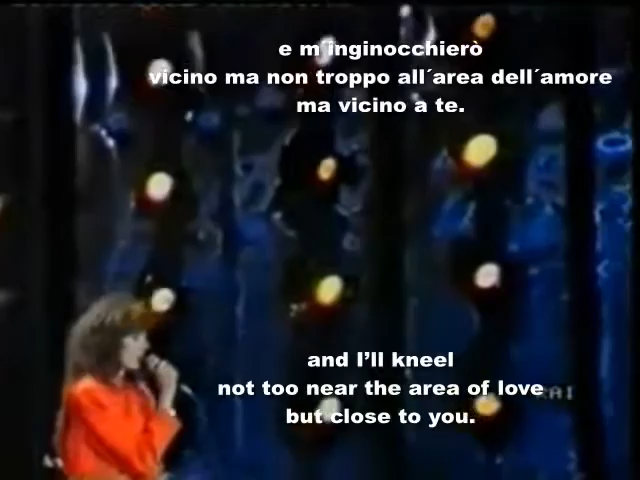 e m´inginocchierò
vicino ma non troppo all´area dell´amore
ma vicino a te.
and I’ll kneel
not too near the area of love
RAI
but close to you.